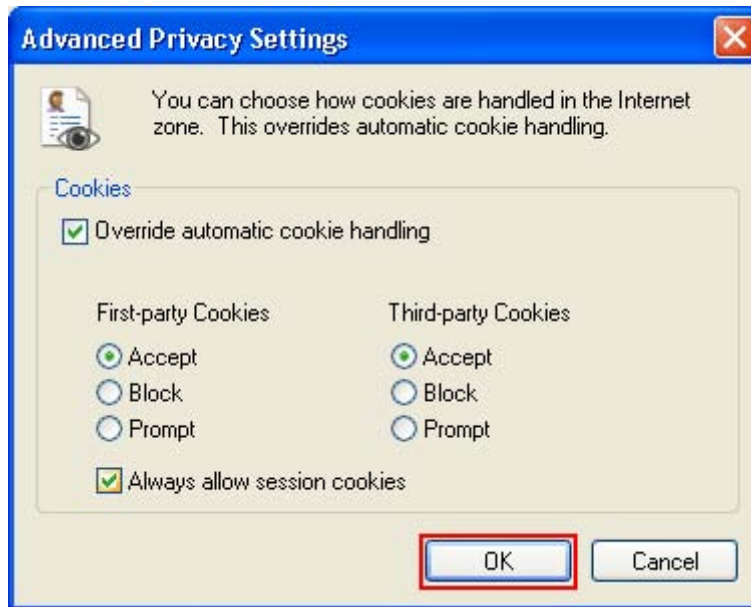 Advanced Privacy Settings
You can choose how cookies are handled in the Internet
zone. This overrides automatic cookie handling.
Cookies
Override automatic cookie handling
First-party Cookies
Third-party Cookies
Accept
Accept
Block
Block
Prompt
Prompt
Always allow session cookies
OK
Cancel